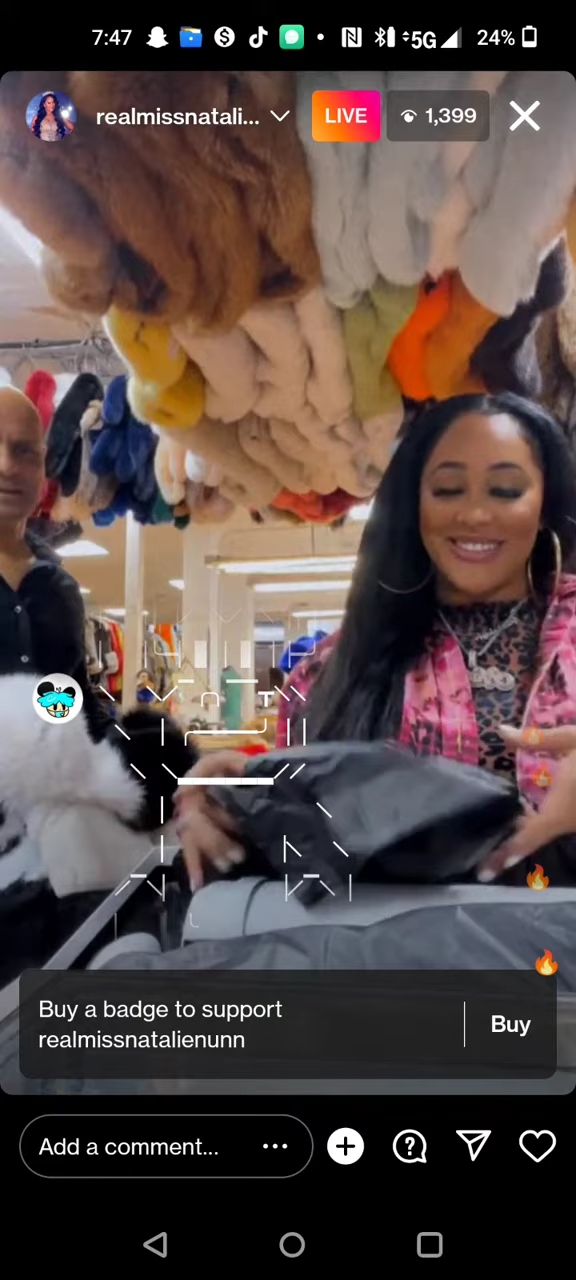 7:47
5G
24%
realmissnatali...
LIVE
1,399
Buy a badge to support
realmissnatalienunn
Buy
Add a comment...